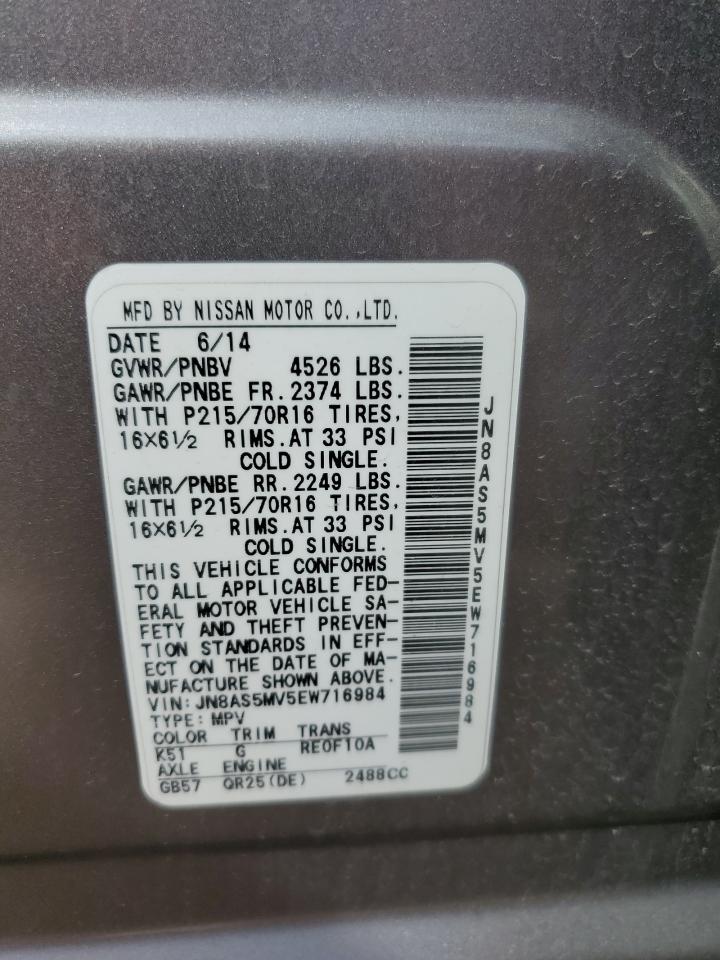 MFD BY NISSAN MOTOR CO.,LTD.
DATE 6/14
GVWR/PNBV 4526 LBS.
GAWR/PNBE FR. 2374 LBS.
WITH P215/70R16 TIRES,
16X6½ RIMS. AT 33 PSI
COLD SINGLE.
GAWR/PNBE RR. 2249 LBS.
WITH P215/70R16 TIRES,
16X6½ RIMS. AT 33 PSI
COLD SINGLE.
THIS VEHICLE CONFORMS
TO ALL APPLICABLE FED-
ERAL MOTOR VEHICLE SA-
FETY AND THEFT PREVEN-
TION STANDARDS IN EFF-
ECT ON THE DATE OF MA-
NUFACTURE SHOWN ABOVE.
VIN: JN8AS5MV5EW716984
TYPE: MPV
COLOR TRIM TRANS
K51 G RE0F10A
AXLE ENGINE
GB57 QR25(DE) 2488CC
JN8AS5MV5EW716984